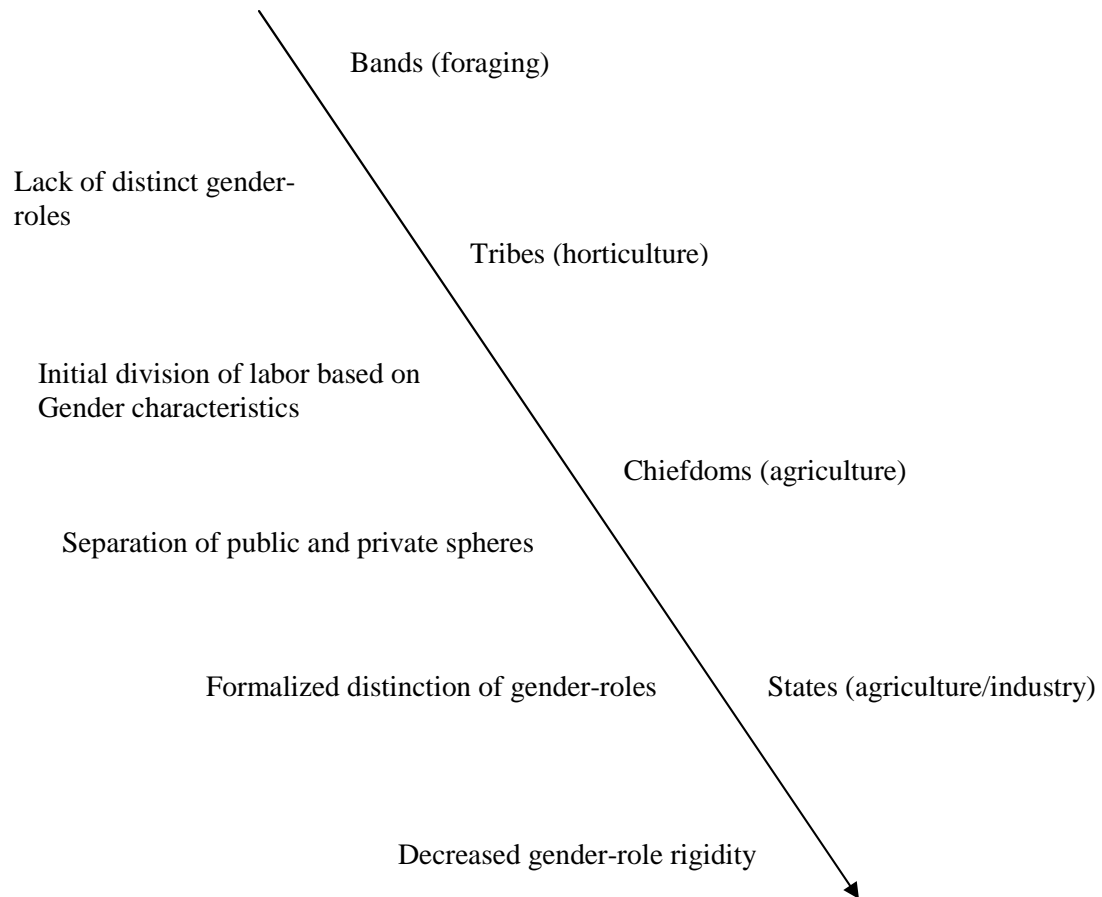 Bands (foraging)
Lack of distinct gender-
roles
Tribes (horticulture)
Initial division of labor based on
Gender characteristics
Chiefdoms (agriculture)
Separation of public and private spheres
Formalized distinction of gender-roles
States (agriculture/industry)
Decreased gender-role rigidity